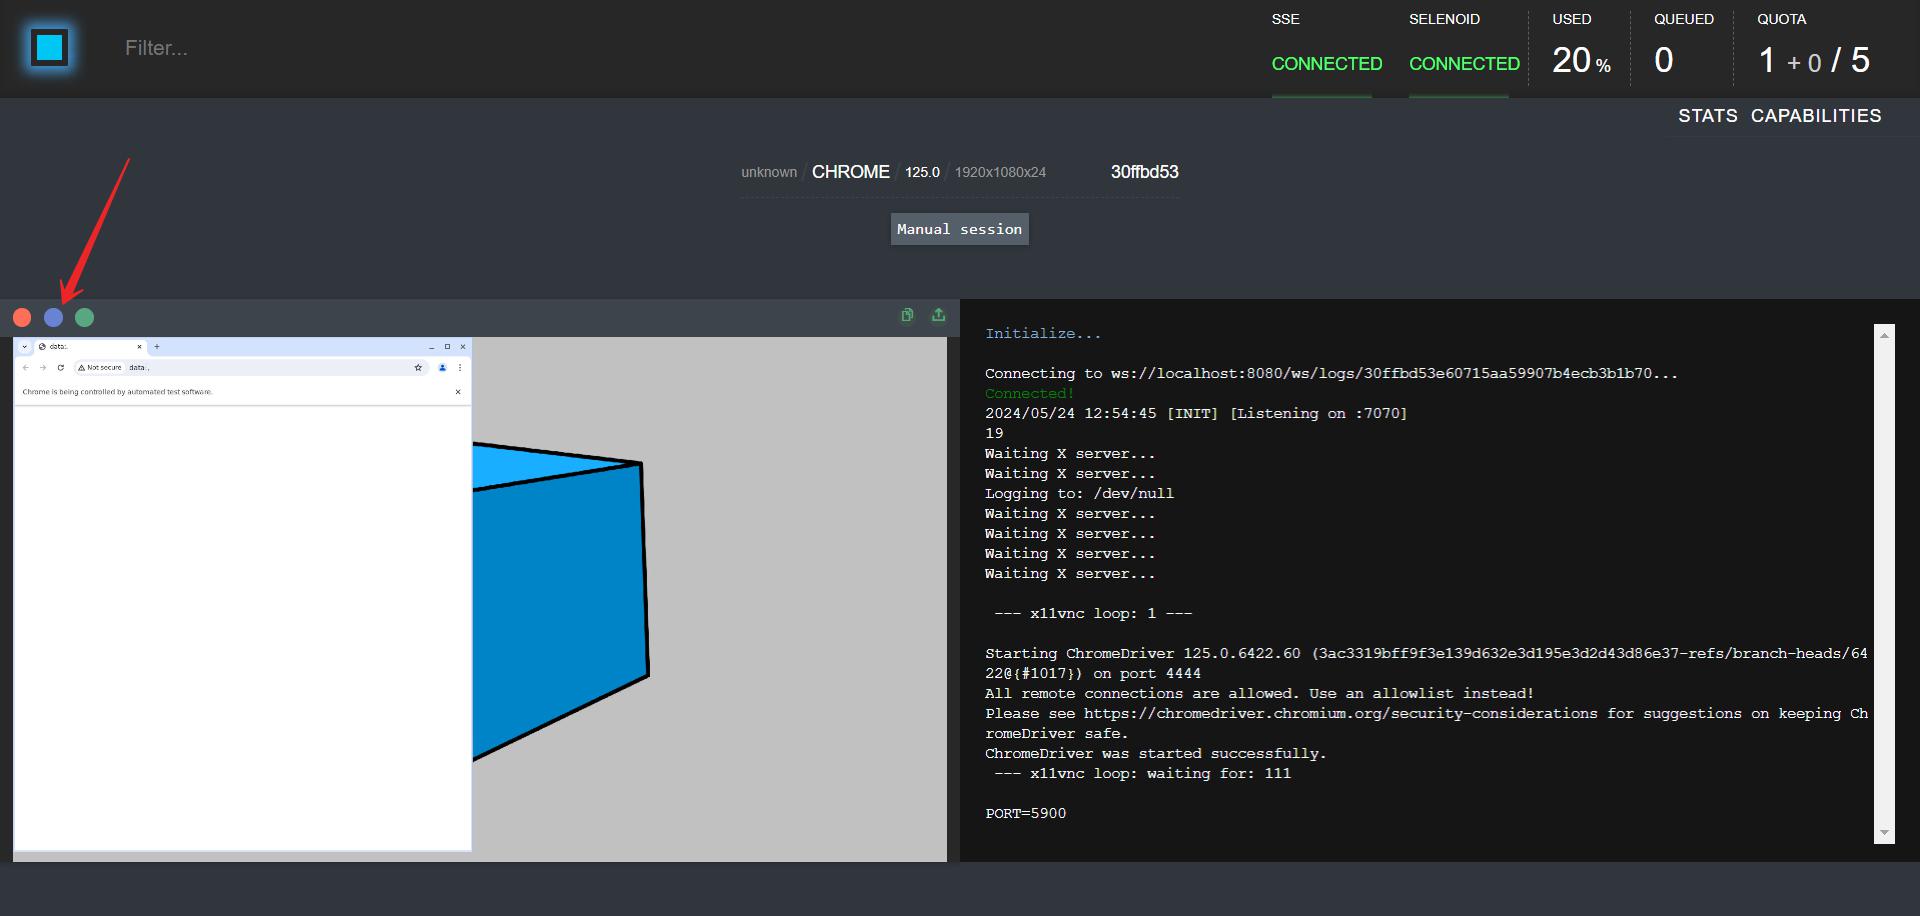 Filter...
SSE
CONNECTED
SELENOID
CONNECTED
USED
20 %
QUEUED
0
QUOTA
1 + 0 / 5
STATS CAPABILITIES
unknown / CHROME / 125.0 / 1920x1080x24 30ffbd53
Manual session
data:,
Not secure data:,
Chrome is being controlled by automated test software.
Initialize...
Connecting to ws://localhost:8080/ws/logs/30ffbd53e60715aa59907b4ecb3b1b70...
Connected!
2024/05/24 12:54:45 [INIT] [Listening on :7070]
19
Waiting X server...
Waiting X server...
Logging to: /dev/null
Waiting X server...
Waiting X server...
Waiting X server...
Waiting X server...
--- x11vnc loop: 1 ---
Starting ChromeDriver 125.0.6422.60 (3ac3319bff9f3e139d632e3d195e3d2d43d86e37-refs/branch-heads/64
22@{#1017}) on port 4444
All remote connections are allowed. Use an allowlist instead!
Please see https://chromedriver.chromium.org/security-considerations for suggestions on keeping Ch
romeDriver safe.
ChromeDriver was started successfully.
--- x11vnc loop: waiting for: 111
PORT=5900